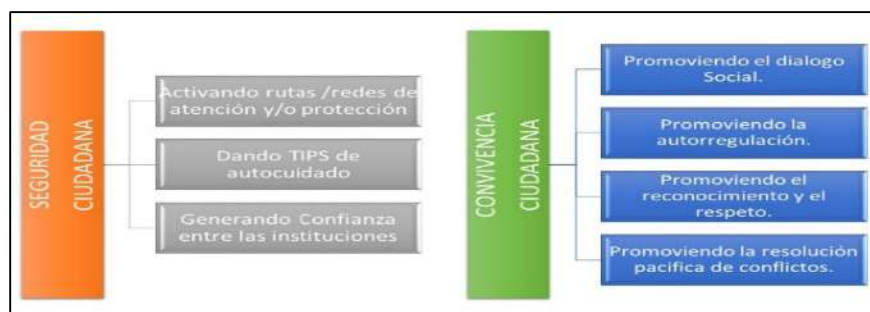 SEGURIDAD
CIUDADANA
Activando rutas /redes de
atención y/o protección
Dando TIPS de
autocuidado
Generando Confianza
entre las instituciones
CONVIVENCIA
CIUDADANA
Promoviendo el dialogo
Social.
Promoviendo la
autorregulación.
Promoviendo el
reconocimiento y el
respeto.
Promoviendo la resolución
pacifica de conflictos.